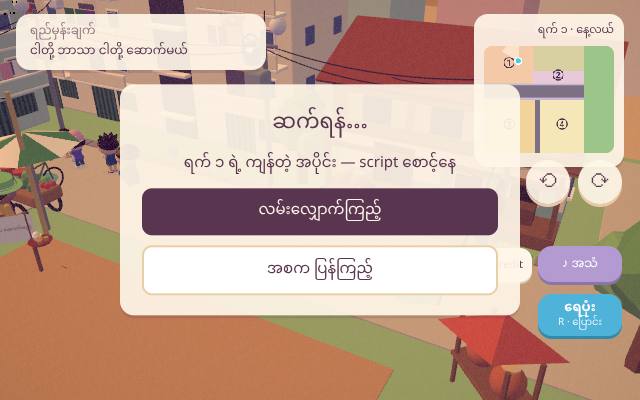 ရည်မှန်းချက်
ငါတို့ ဘာသာ ငါတို့ ဆောက်မယ်
ရက် ၁ · နေ့လယ်
①
②
③
④
ဆက်ရန်…
ရက် ၁ ရဲ့ ကျန်တဲ့ အပိုင်း — script စောင့်နေ
လမ်းလျှောက်ကြည့်
အစက ပြန်ကြည့်
♪ အသံ
ရေပုံး
R · ပြောင်း